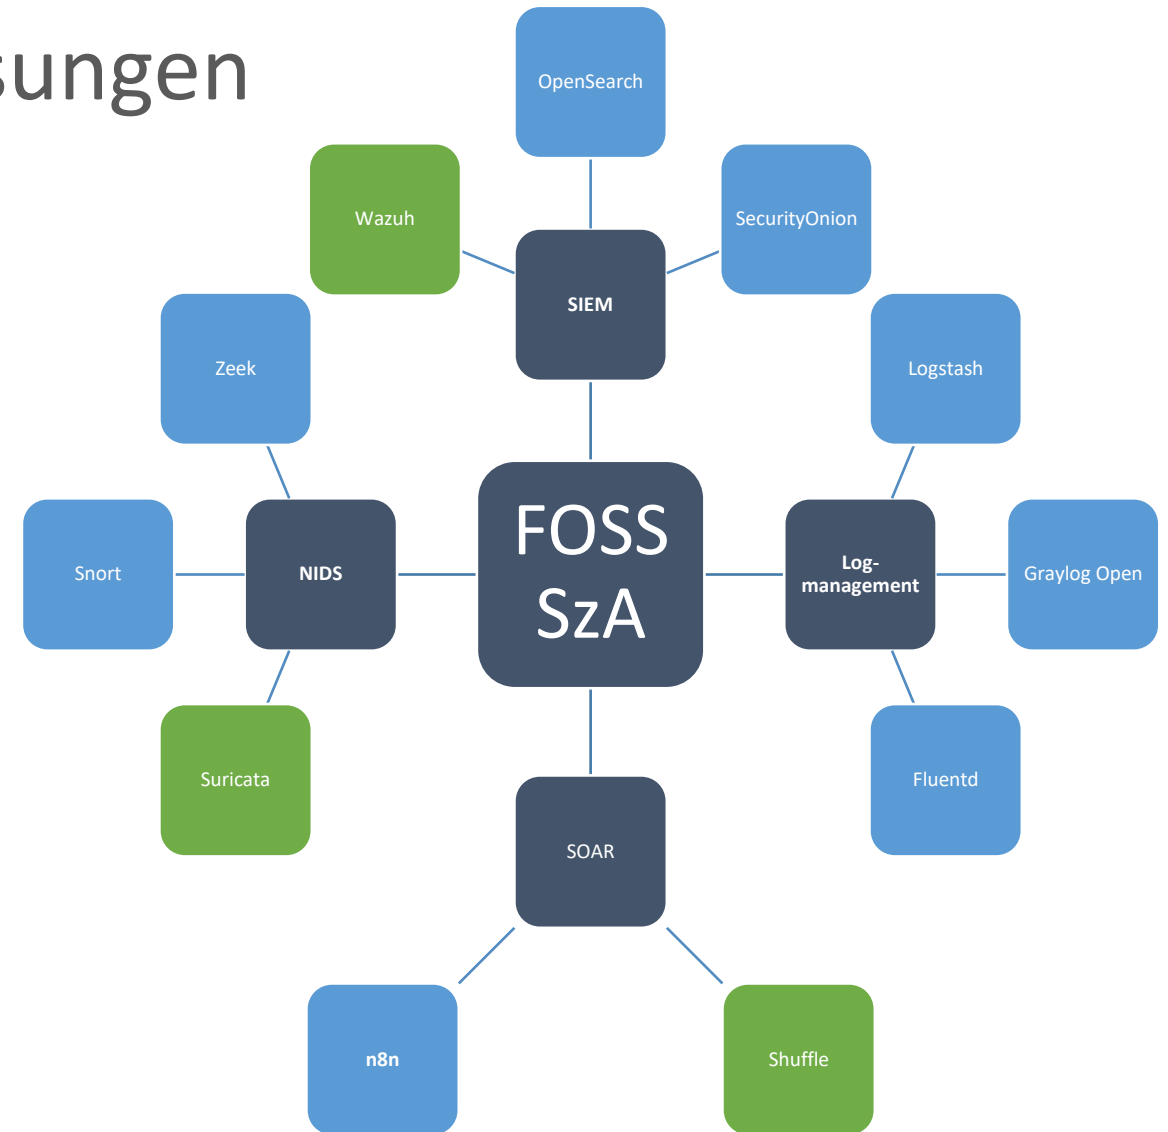 sungen
OpenSearch
Wazuh
SecurityOnion
SIEM
Zeek
Logstash
Snort
NIDS
FOSS
SzA
Log-
management
Graylog Open
Suricata
Fluentd
SOAR
n8n
Shuffle